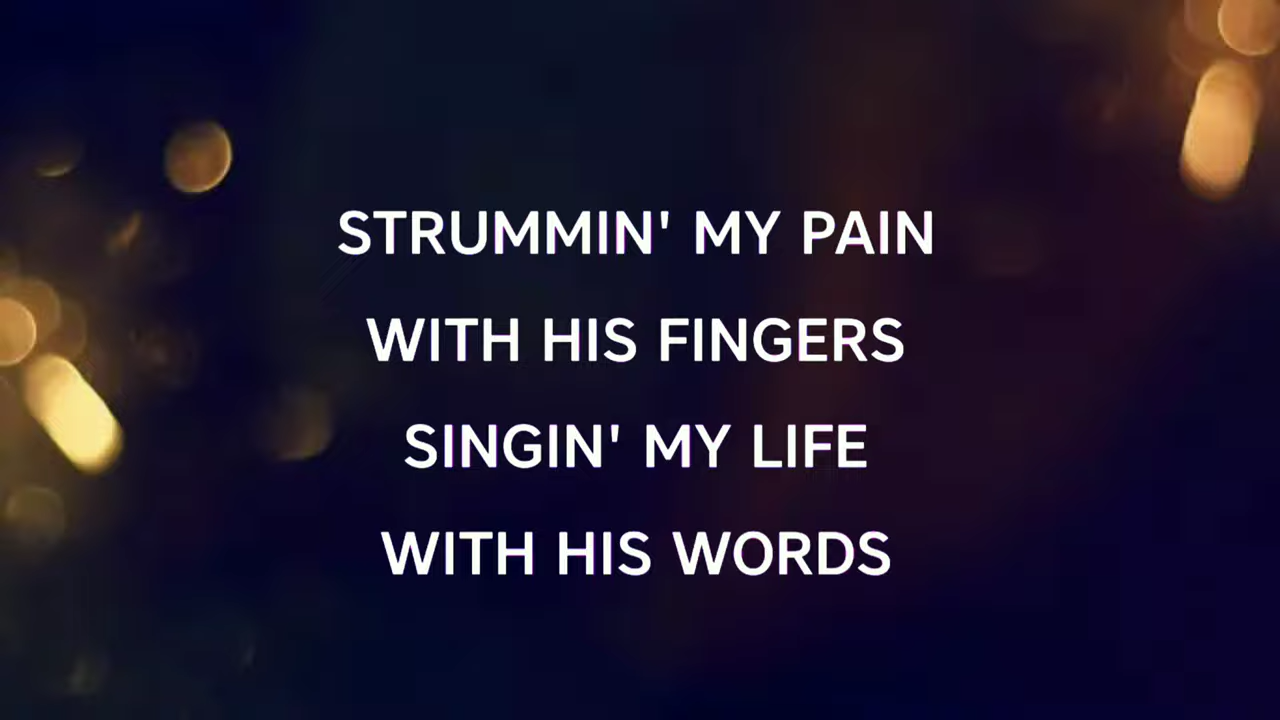 STRUMMIN' MY PAIN
WITH HIS FINGERS
SINGIN' MY LIFE
WITH HIS WORDS